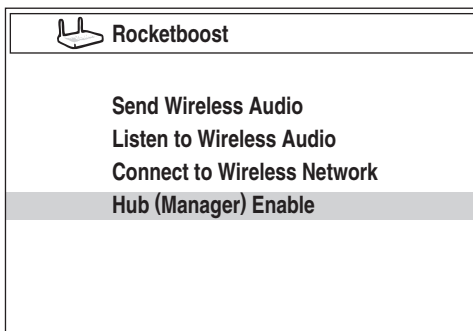 Rocketboost
Send Wireless Audio
Listen to Wireless Audio
Connect to Wireless Network
Hub (Manager) Enable